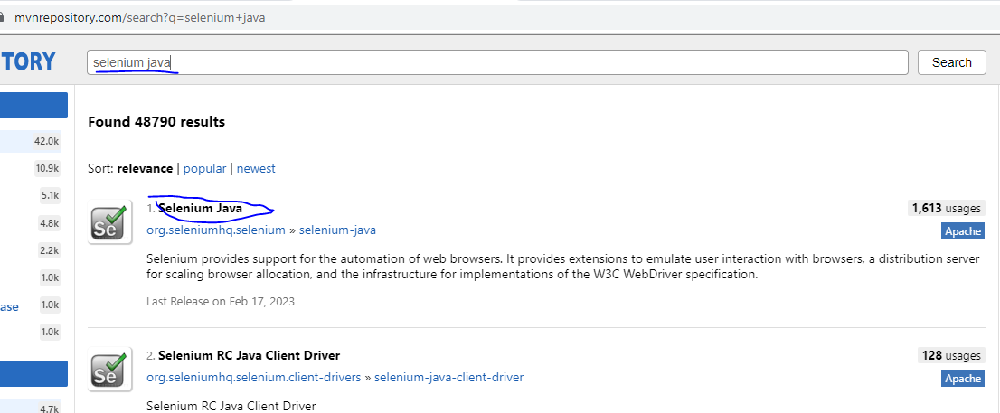 mvnrepository.com/search?q=selenium+java
TORY
selenium java
Search
42.0k
10.9k
5.1k
4.8k
2.2k
1.0k
ase 1.0k
1.0k
4.7k
Found 48790 results
Sort: relevance | popular | newest
1. Selenium Java
1,613 usages
org.seleniumhq.selenium » selenium-java
Apache
Se
Selenium provides support for the automation of web browsers. It provides extensions to emulate user interaction with browsers, a distribution server
for scaling browser allocation, and the infrastructure for implementations of the W3C WebDriver specification.
Last Release on Feb 17, 2023
2. Selenium RC Java Client Driver
128 usages
org.seleniumhq.selenium.client-drivers » selenium-java-client-driver
Apache
Se
Selenium RC Java Client Driver